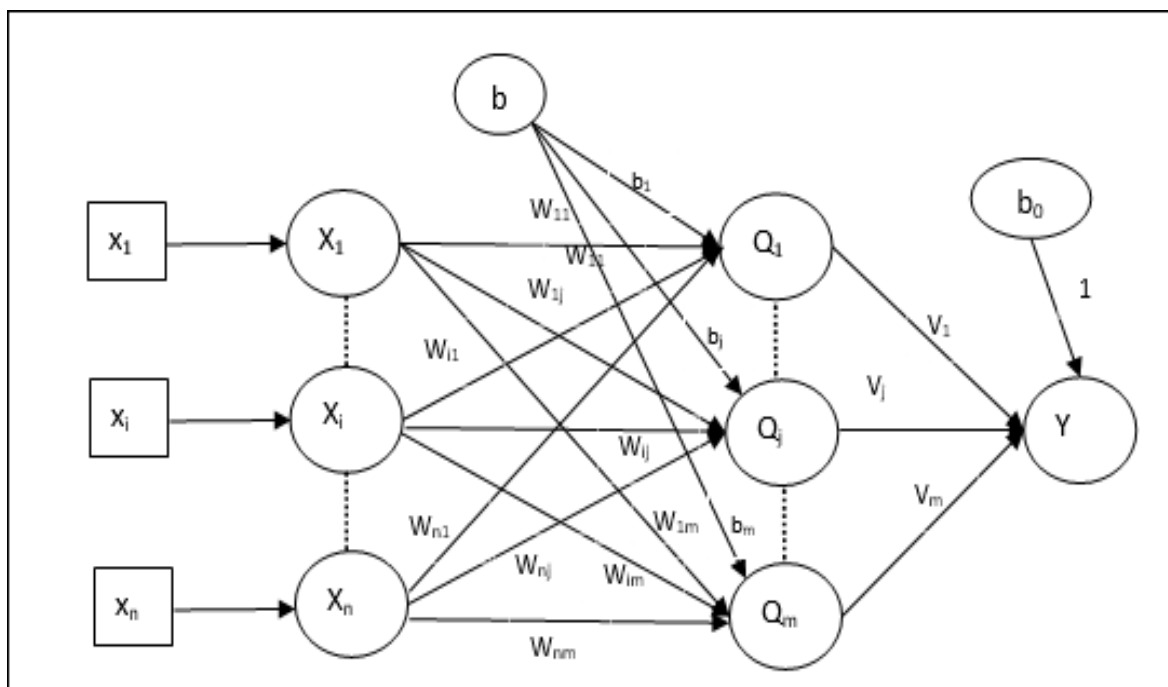 b
b₁
b₀
x₁
X₁
W₁₁
W₁₁
Q₁
1
W₁ⱼ
bⱼ
V₁
Wᵢ₁
xᵢ
Xᵢ
Wᵢⱼ
Qⱼ
Vⱼ
Y
Wₙ₁
W₁ₘ
bₘ
Vₘ
Wₙⱼ
Wᵢₘ
xₙ
Xₙ
Qₘ
Wₙₘ